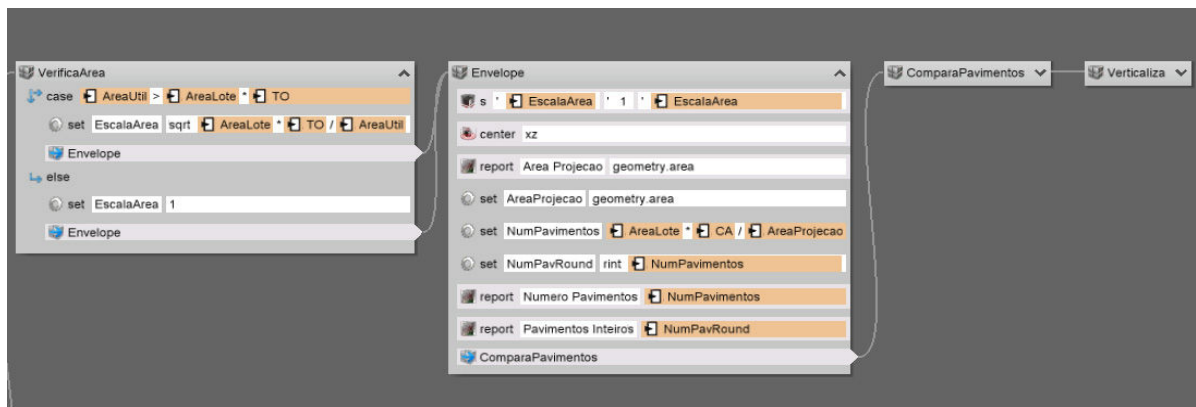 VerificaArea
case AreaUtil > AreaLote * TO
set EscalaArea sqrt AreaLote * TO / AreaUtil
Envelope
else
set EscalaArea 1
Envelope
Envelope
s ' EscalaArea ' 1 ' EscalaArea
center xz
report Area Projecao geometry.area
set AreaProjecao geometry.area
set NumPavimentos AreaLote * CA / AreaProjecao
set NumPavRound rint NumPavimentos
report Numero Pavimentos NumPavimentos
report Pavimentos Inteiros NumPavRound
ComparaPavimentos
ComparaPavimentos
Verticaliza